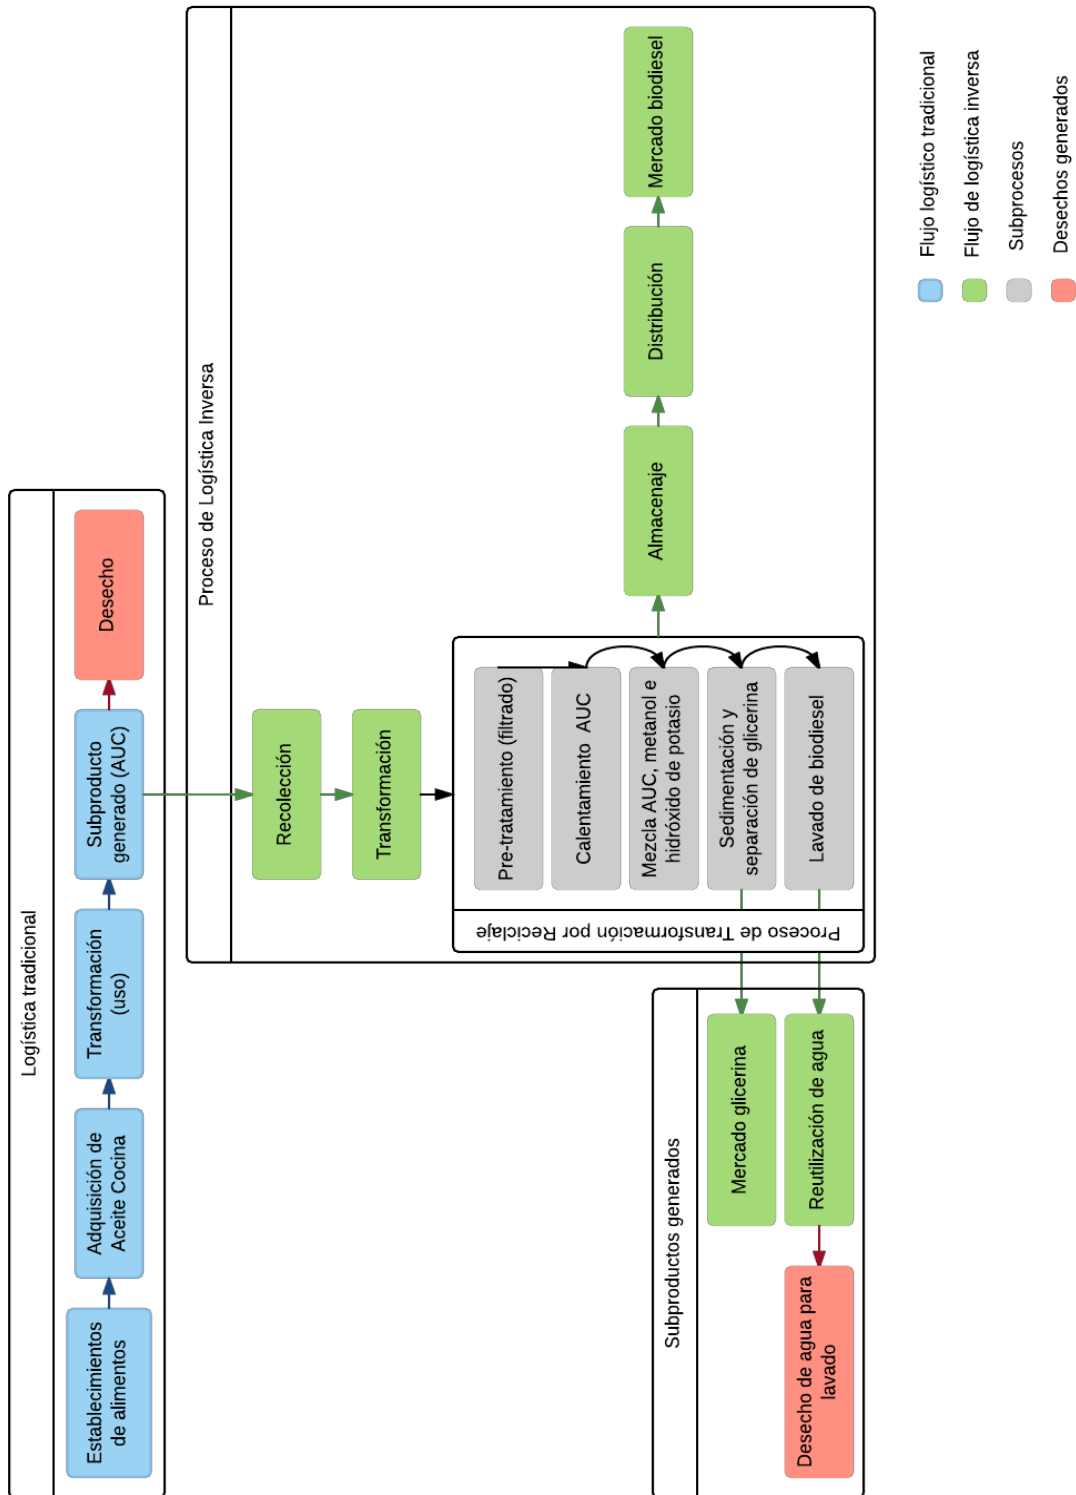 Logística tradicional
Establecimientos
de alimentos
Adquisición de
Aceite Cocina
Transformación
(uso)
Subproducto
generado (AUC)
Desecho
Proceso de Logística Inversa
Recolección
Transformación
Proceso de Transformación por Reciclaje
Pre-tratamiento (filtrado)
Calentamiento AUC
Mezcla AUC, metanol e
hidróxido de potasio
Sedimentación y
separación de glicerina
Lavado de biodiesel
Almacenaje
Distribución
Mercado biodiesel
Subproductos generados
Mercado glicerina
Reutilización de agua
Desecho de agua para
lavado
Flujo logístico tradicional
Flujo de logística inversa
Subprocesos
Desechos generados